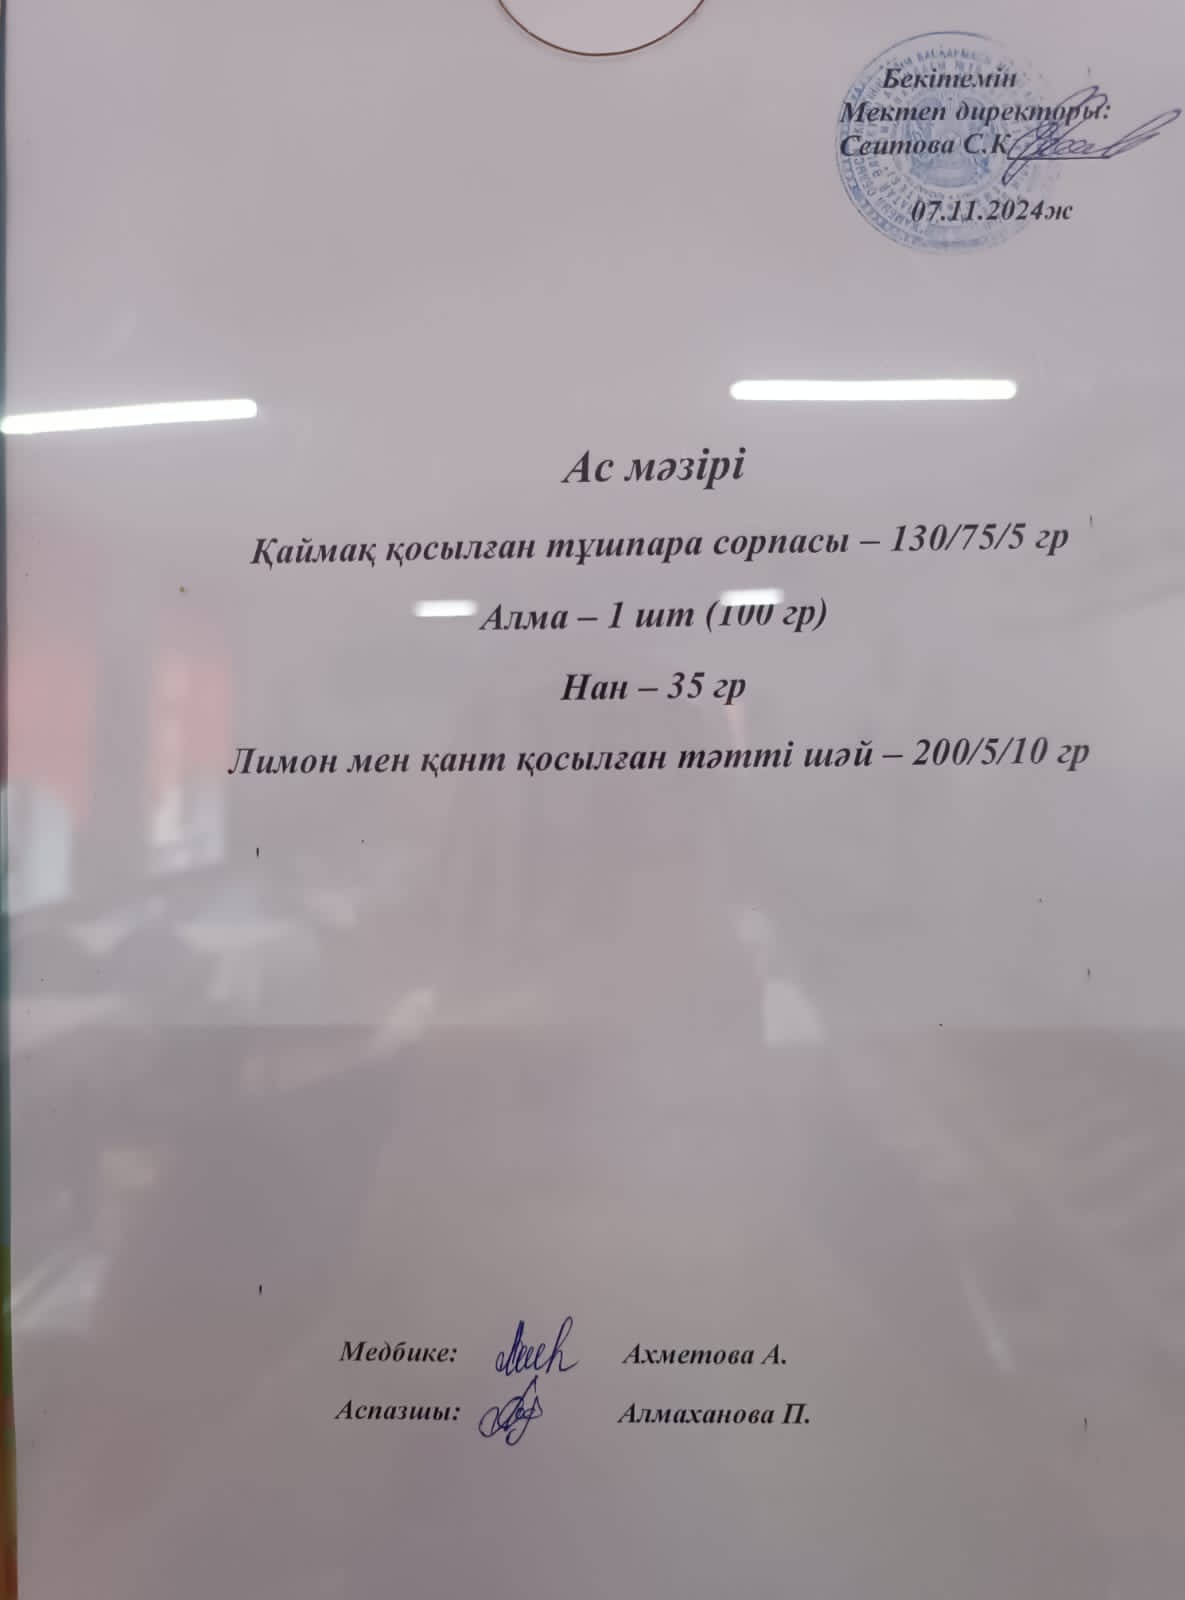 Бекітемін
Мектеп директоры:
Сеитова С.К
07.11.2024ж
Ас мәзірі
Қаймақ қосылған тұшпара сорпасы – 130/75/5 гр
Алма – 1 шт (100 гр)
Нан – 35 гр
Лимон мен қант қосылған тәтті шәй – 200/5/10 гр
Медбике: Ахметова А.
Аспазшы: Алмаханова П.